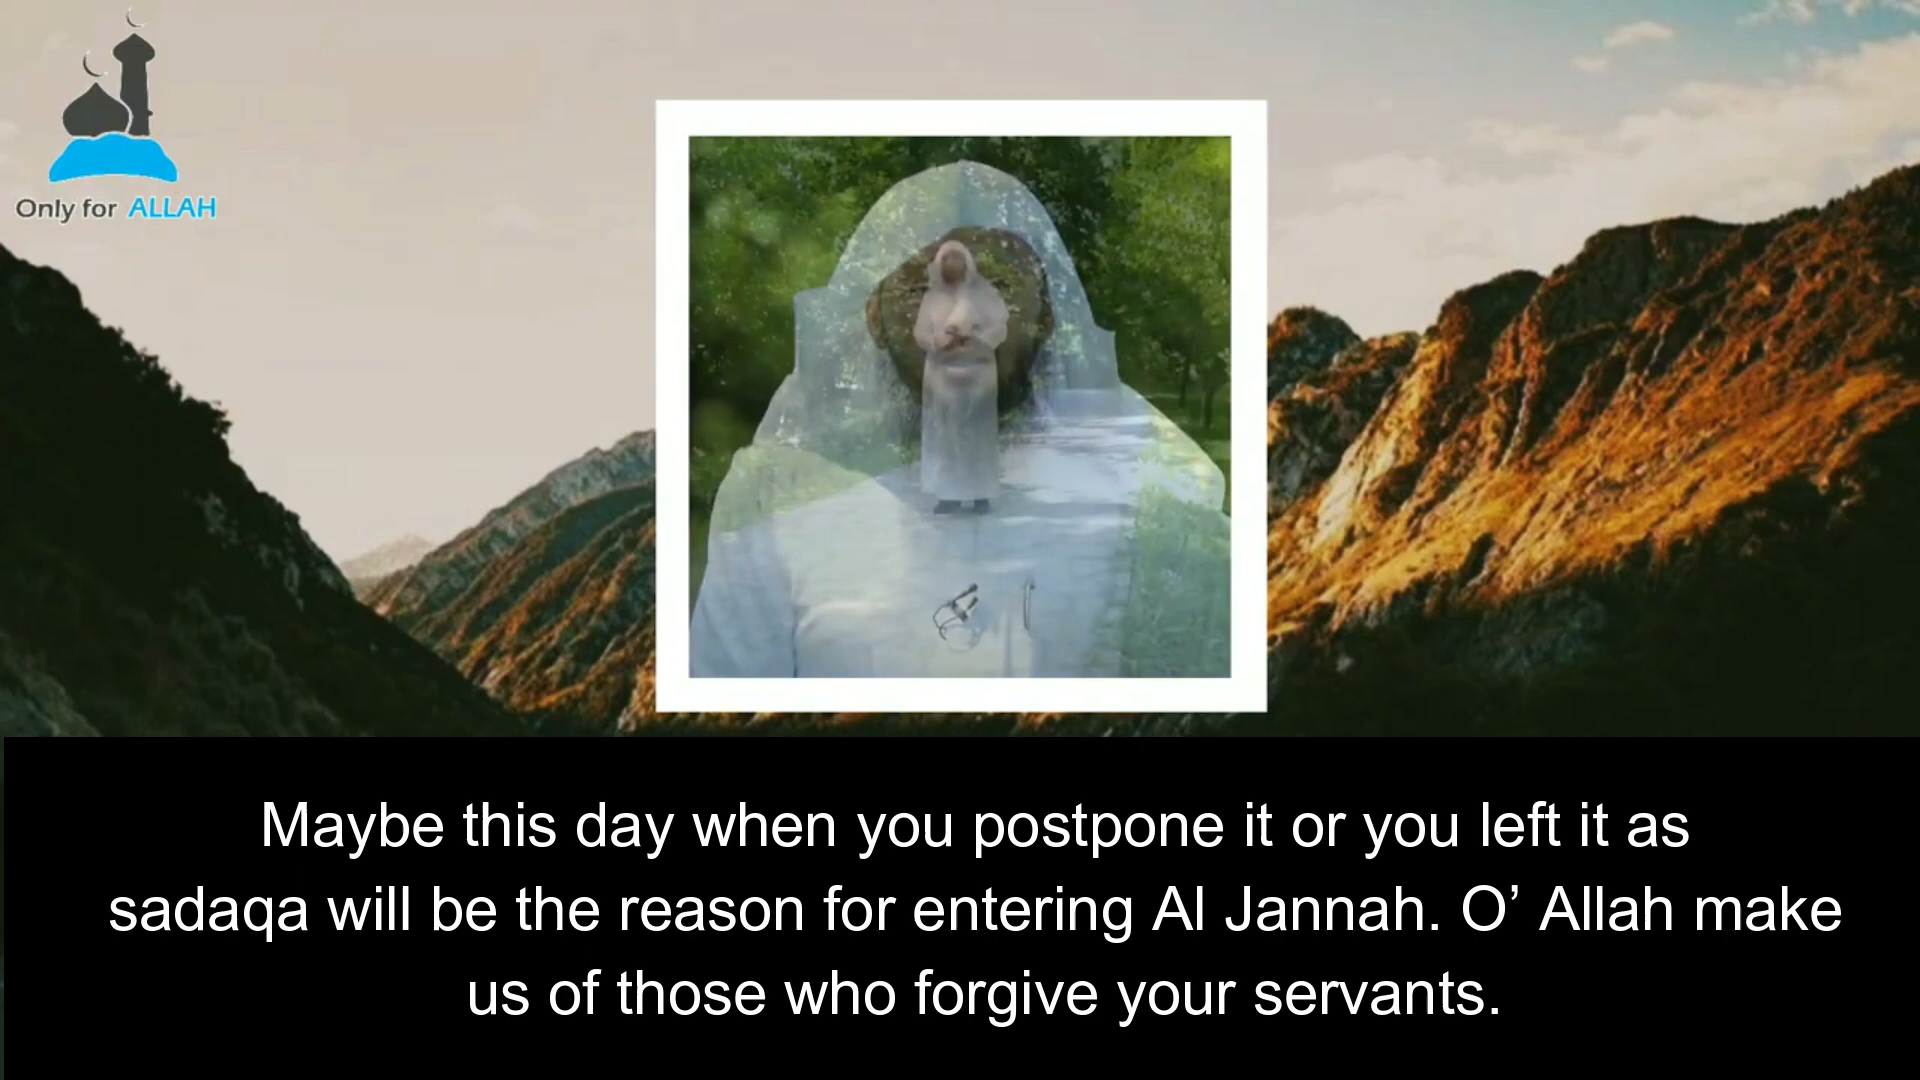 Only for ALLAH
Maybe this day when you postpone it or you left it as
sadaqa will be the reason for entering Al Jannah. O’ Allah make
us of those who forgive your servants.